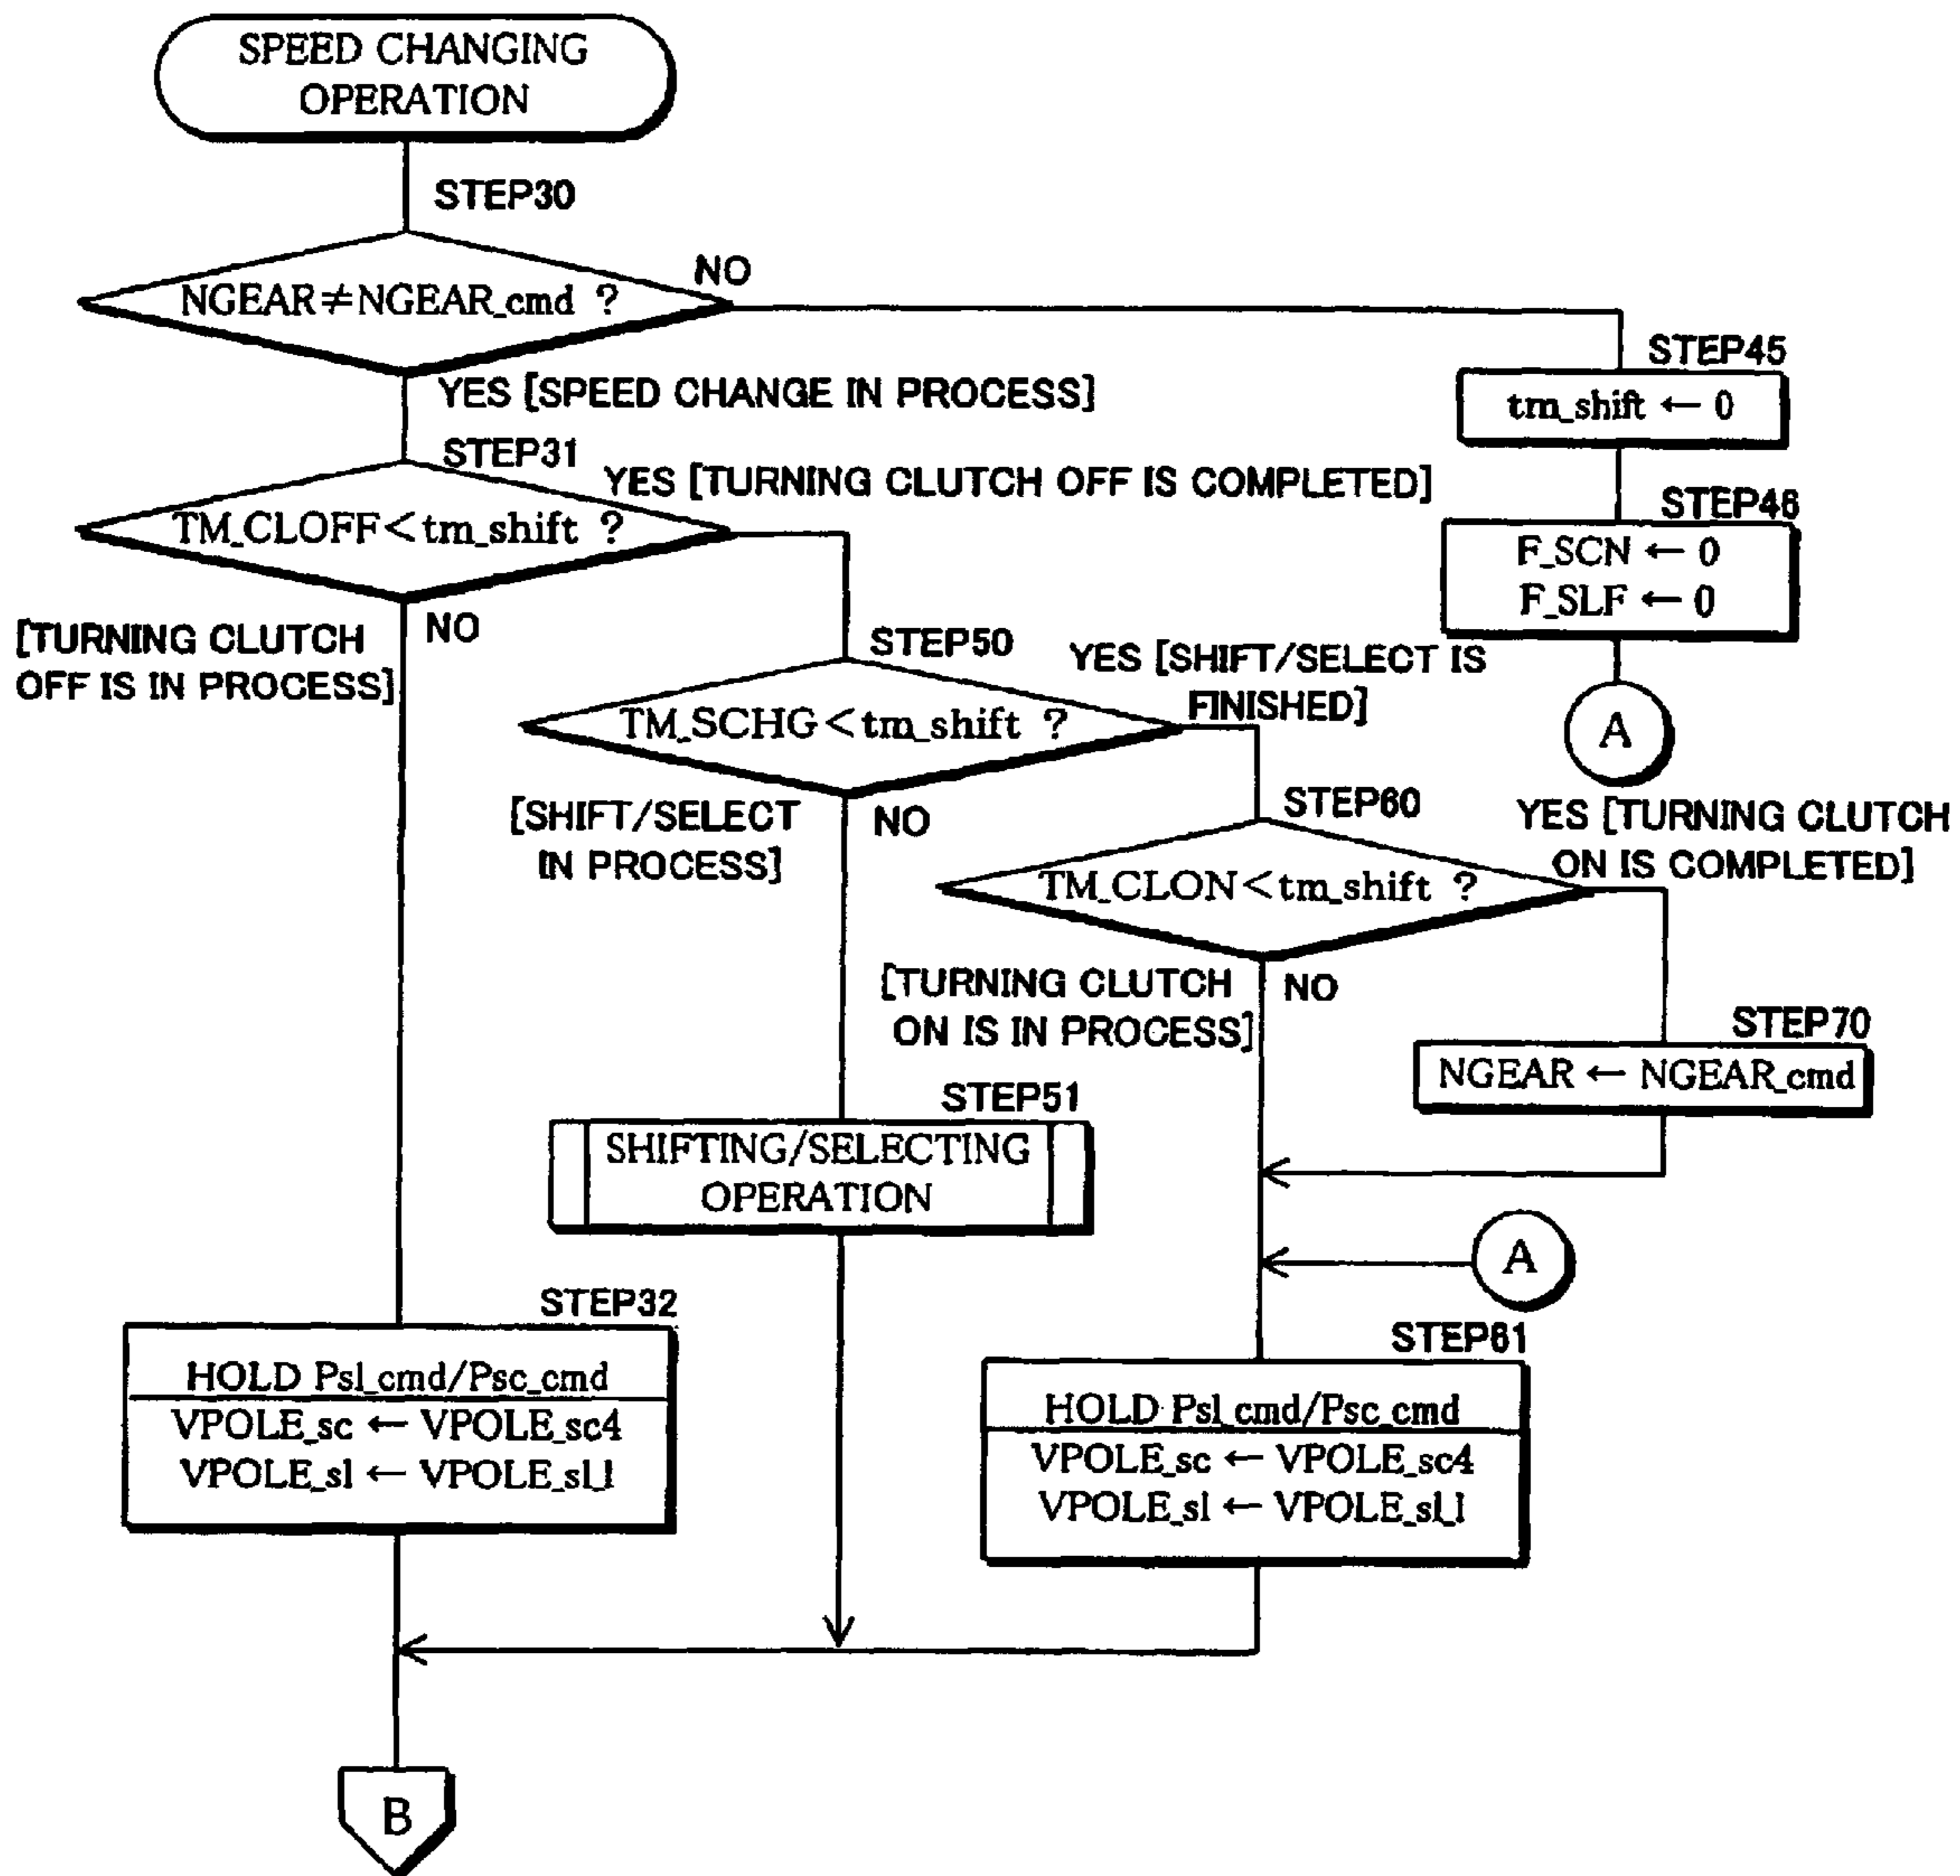 SPEED CHANGING
OPERATION
STEP30
NGEAR≠NGEAR_cmd ?
NO
YES [SPEED CHANGE IN PROCESS]
STEP45
tm_shift ← 0
STEP46
F_SCN ← 0
F_SLF ← 0
A
STEP31
TM_CLOFF<tm_shift ?
YES [TURNING CLUTCH OFF IS COMPLETED]
[TURNING CLUTCH
OFF IS IN PROCESS]
NO
STEP50
TM_SCHG<tm_shift ?
YES [SHIFT/SELECT IS
FINISHED]
[SHIFT/SELECT
IN PROCESS]
NO
STEP60
TM_CLON<tm_shift ?
YES [TURNING CLUTCH
ON IS COMPLETED]
[TURNING CLUTCH
ON IS IN PROCESS]
NO
STEP70
NGEAR ← NGEAR_cmd
STEP51
SHIFTING/SELECTING
OPERATION
A
STEP32
HOLD Psl_cmd/Psc_cmd
VPOLE_sc ← VPOLE_sc4
VPOLE_sl ← VPOLE_sl_l
STEP61
HOLD Psl_cmd/Psc_cmd
VPOLE_sc ← VPOLE_sc4
VPOLE_sl ← VPOLE_sl_l
B